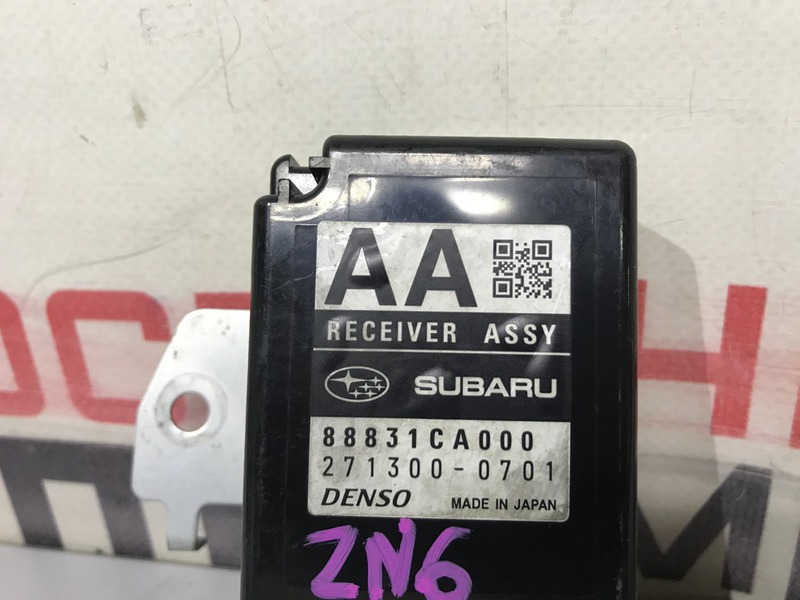 AA
RECEIVER ASSY
SUBARU
88831CA000
271300-0701
DENSO MADE IN JAPAN
ZN6